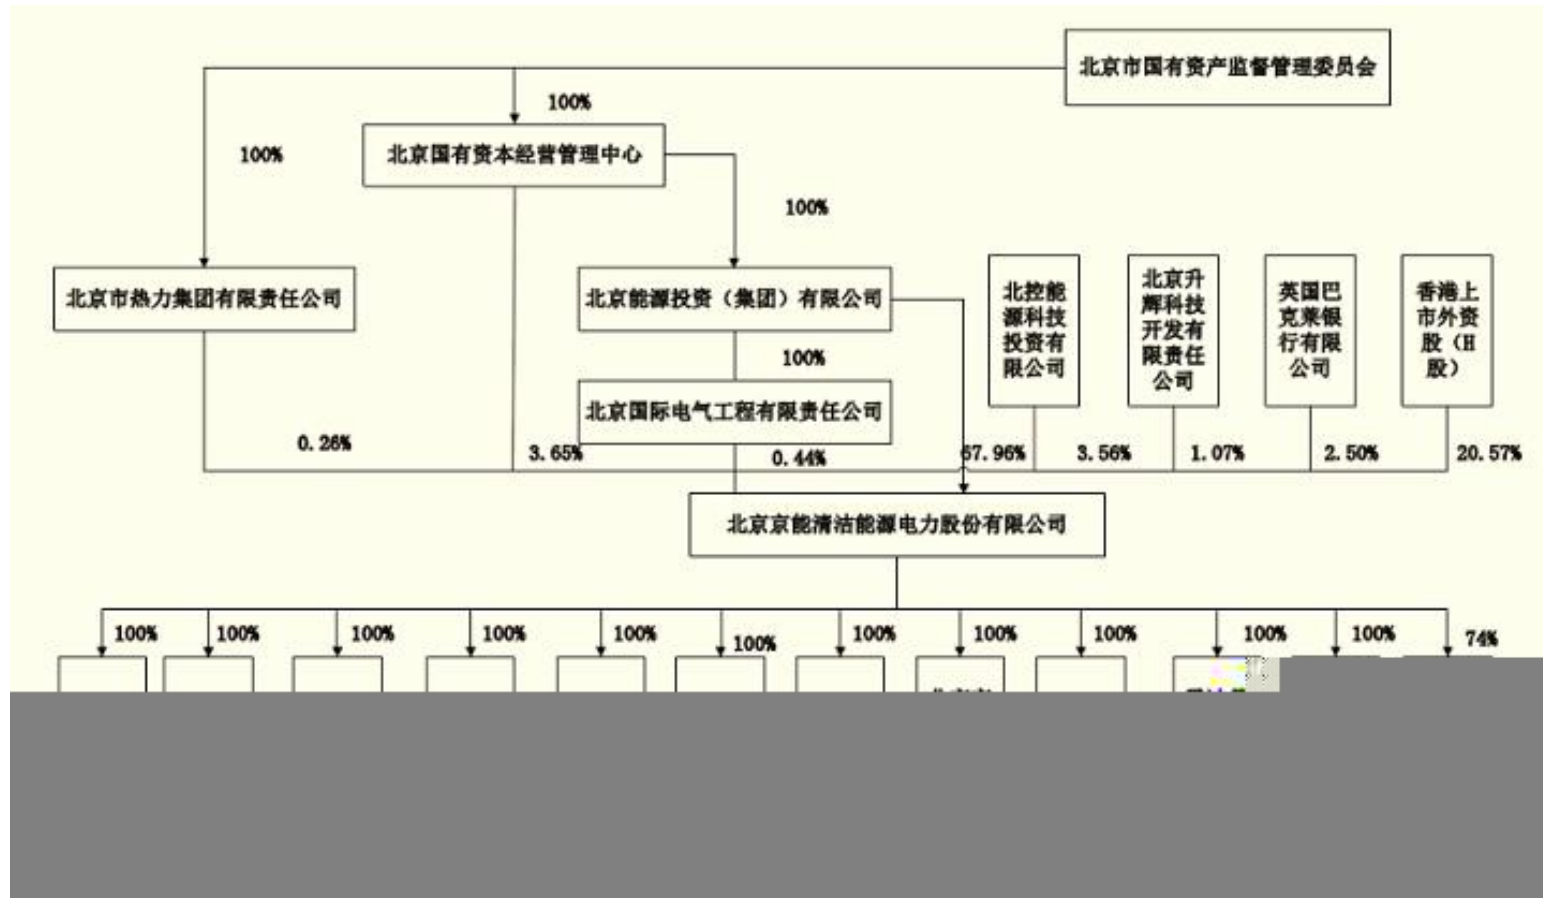 北京市国有资产监督管理委员会
100%
100%
北京国有资本经营管理中心
100%
北京市热力集团有限责任公司
北京能源投资（集团）有限公司
北控能
源科技
投资有
限公司
北京升
辉科技
开发有
限责任
公司
英国巴
克莱银
行有限
公司
香港上
市外资
股（H
股）
100%
北京国际电气工程有限责任公司
0.26%
3.65%
0.44%
67.96%
3.56%
1.07%
2.50%
20.57%
北京京能清洁能源电力股份有限公司
100%
100%
100%
100%
100%
100%
100%
100%
100%
100%
100%
74%